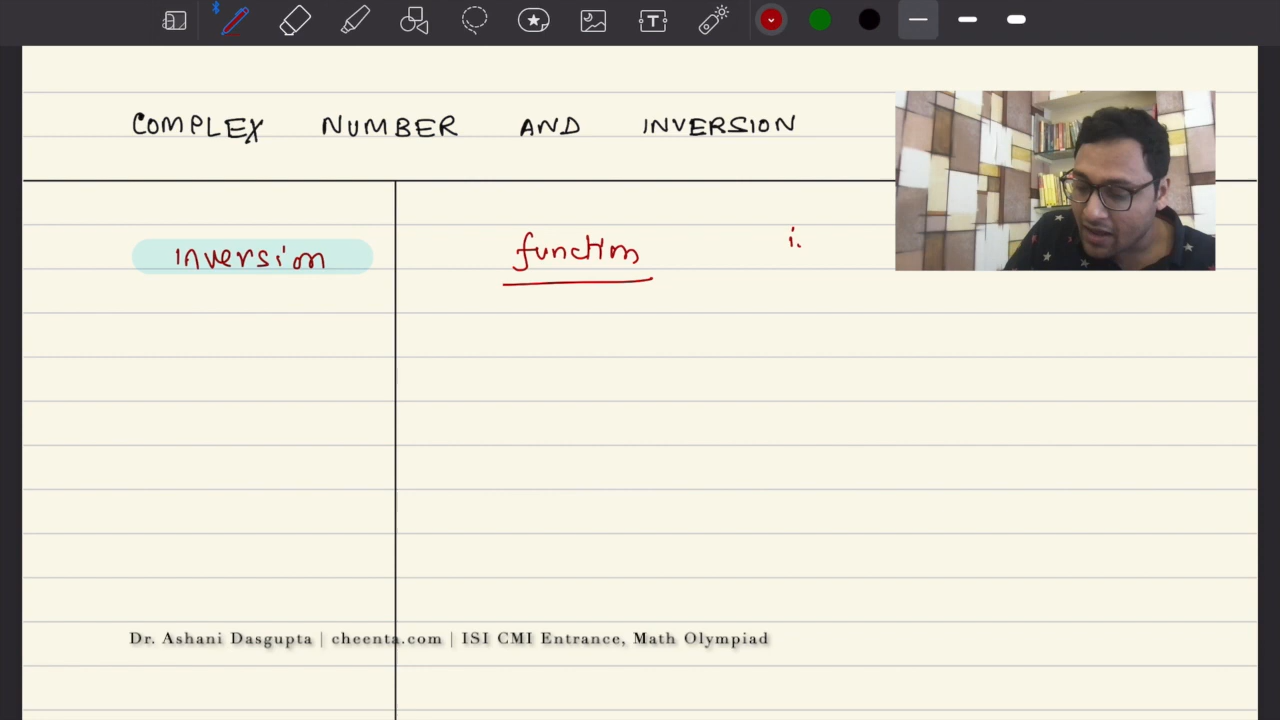 COMPLEX NUMBER AND INVERSION
inversion function i.
Dr. Ashani Dasgupta | cheenta.com | ISI CMI Entrance, Math Olympiad